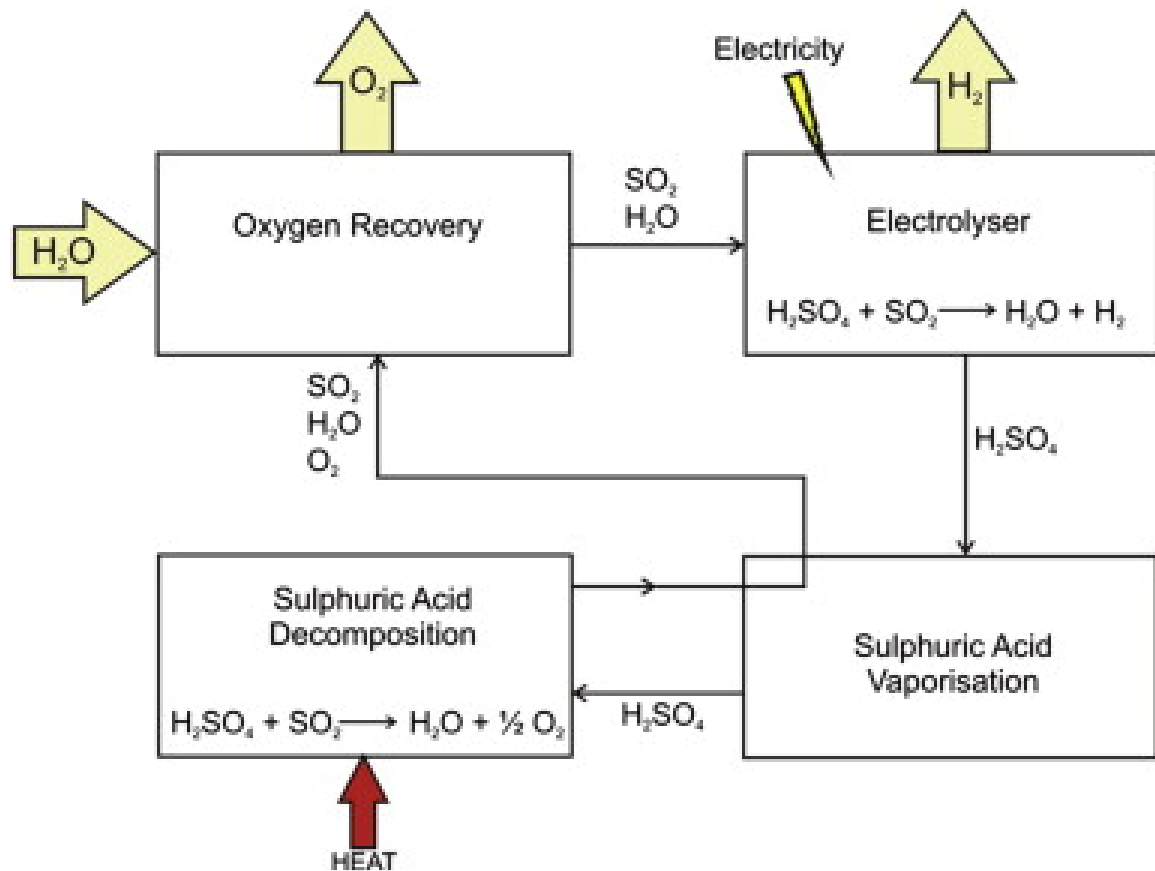 O₂
Electricity
H₂
H₂O
Oxygen Recovery
SO₂
H₂O
Electrolyser
H₂SO₄ + SO₂ ⟶ H₂O + H₂
SO₂
H₂O
O₂
H₂SO₄
Sulphuric Acid
Decomposition
H₂SO₄ + SO₂ ⟶ H₂O + ½ O₂
H₂SO₄
Sulphuric Acid
Vaporisation
HEAT